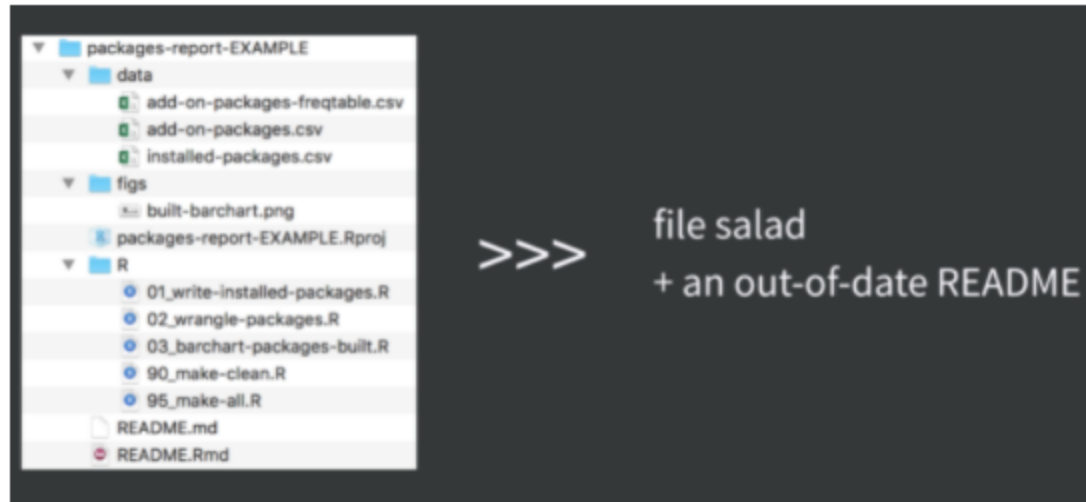 packages-report-EXAMPLE
data
add-on-packages-freqtable.csv
add-on-packages.csv
installed-packages.csv
figs
built-barchart.png
packages-report-EXAMPLE.Rproj
R
01_write-installed-packages.R
02_wrangle-packages.R
03_barchart-packages-built.R
90_make-clean.R
95_make-all.R
README.md
README.Rmd
>>>
file salad
+ an out-of-date README